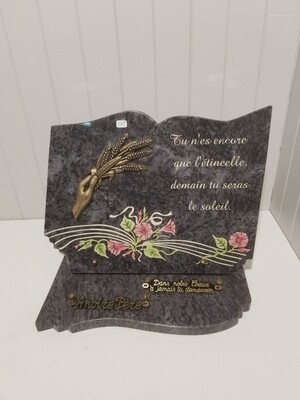 Tu n'es encore
que l'étincelle,
demain tu seras
le soleil.
Dans notre Coeur
à jamais tu demeures
A Notre Père